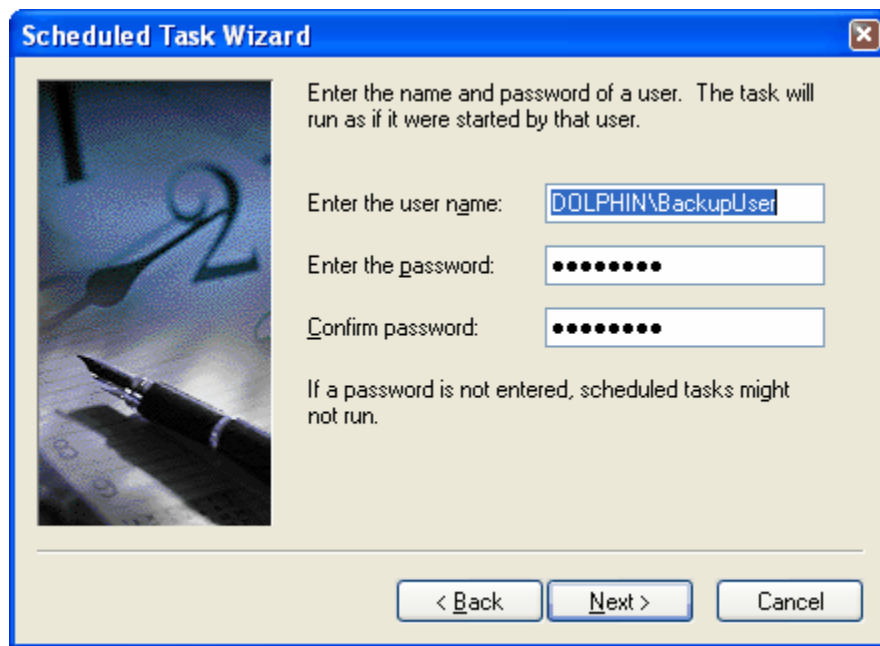 Scheduled Task Wizard
Enter the name and password of a user.  The task will
run as if it were started by that user.
Enter the user name:
DOLPHIN\BackupUser
Enter the password:
●●●●●●●●
Confirm password:
●●●●●●●●
If a password is not entered, scheduled tasks might
not run.
< Back
Next >
Cancel